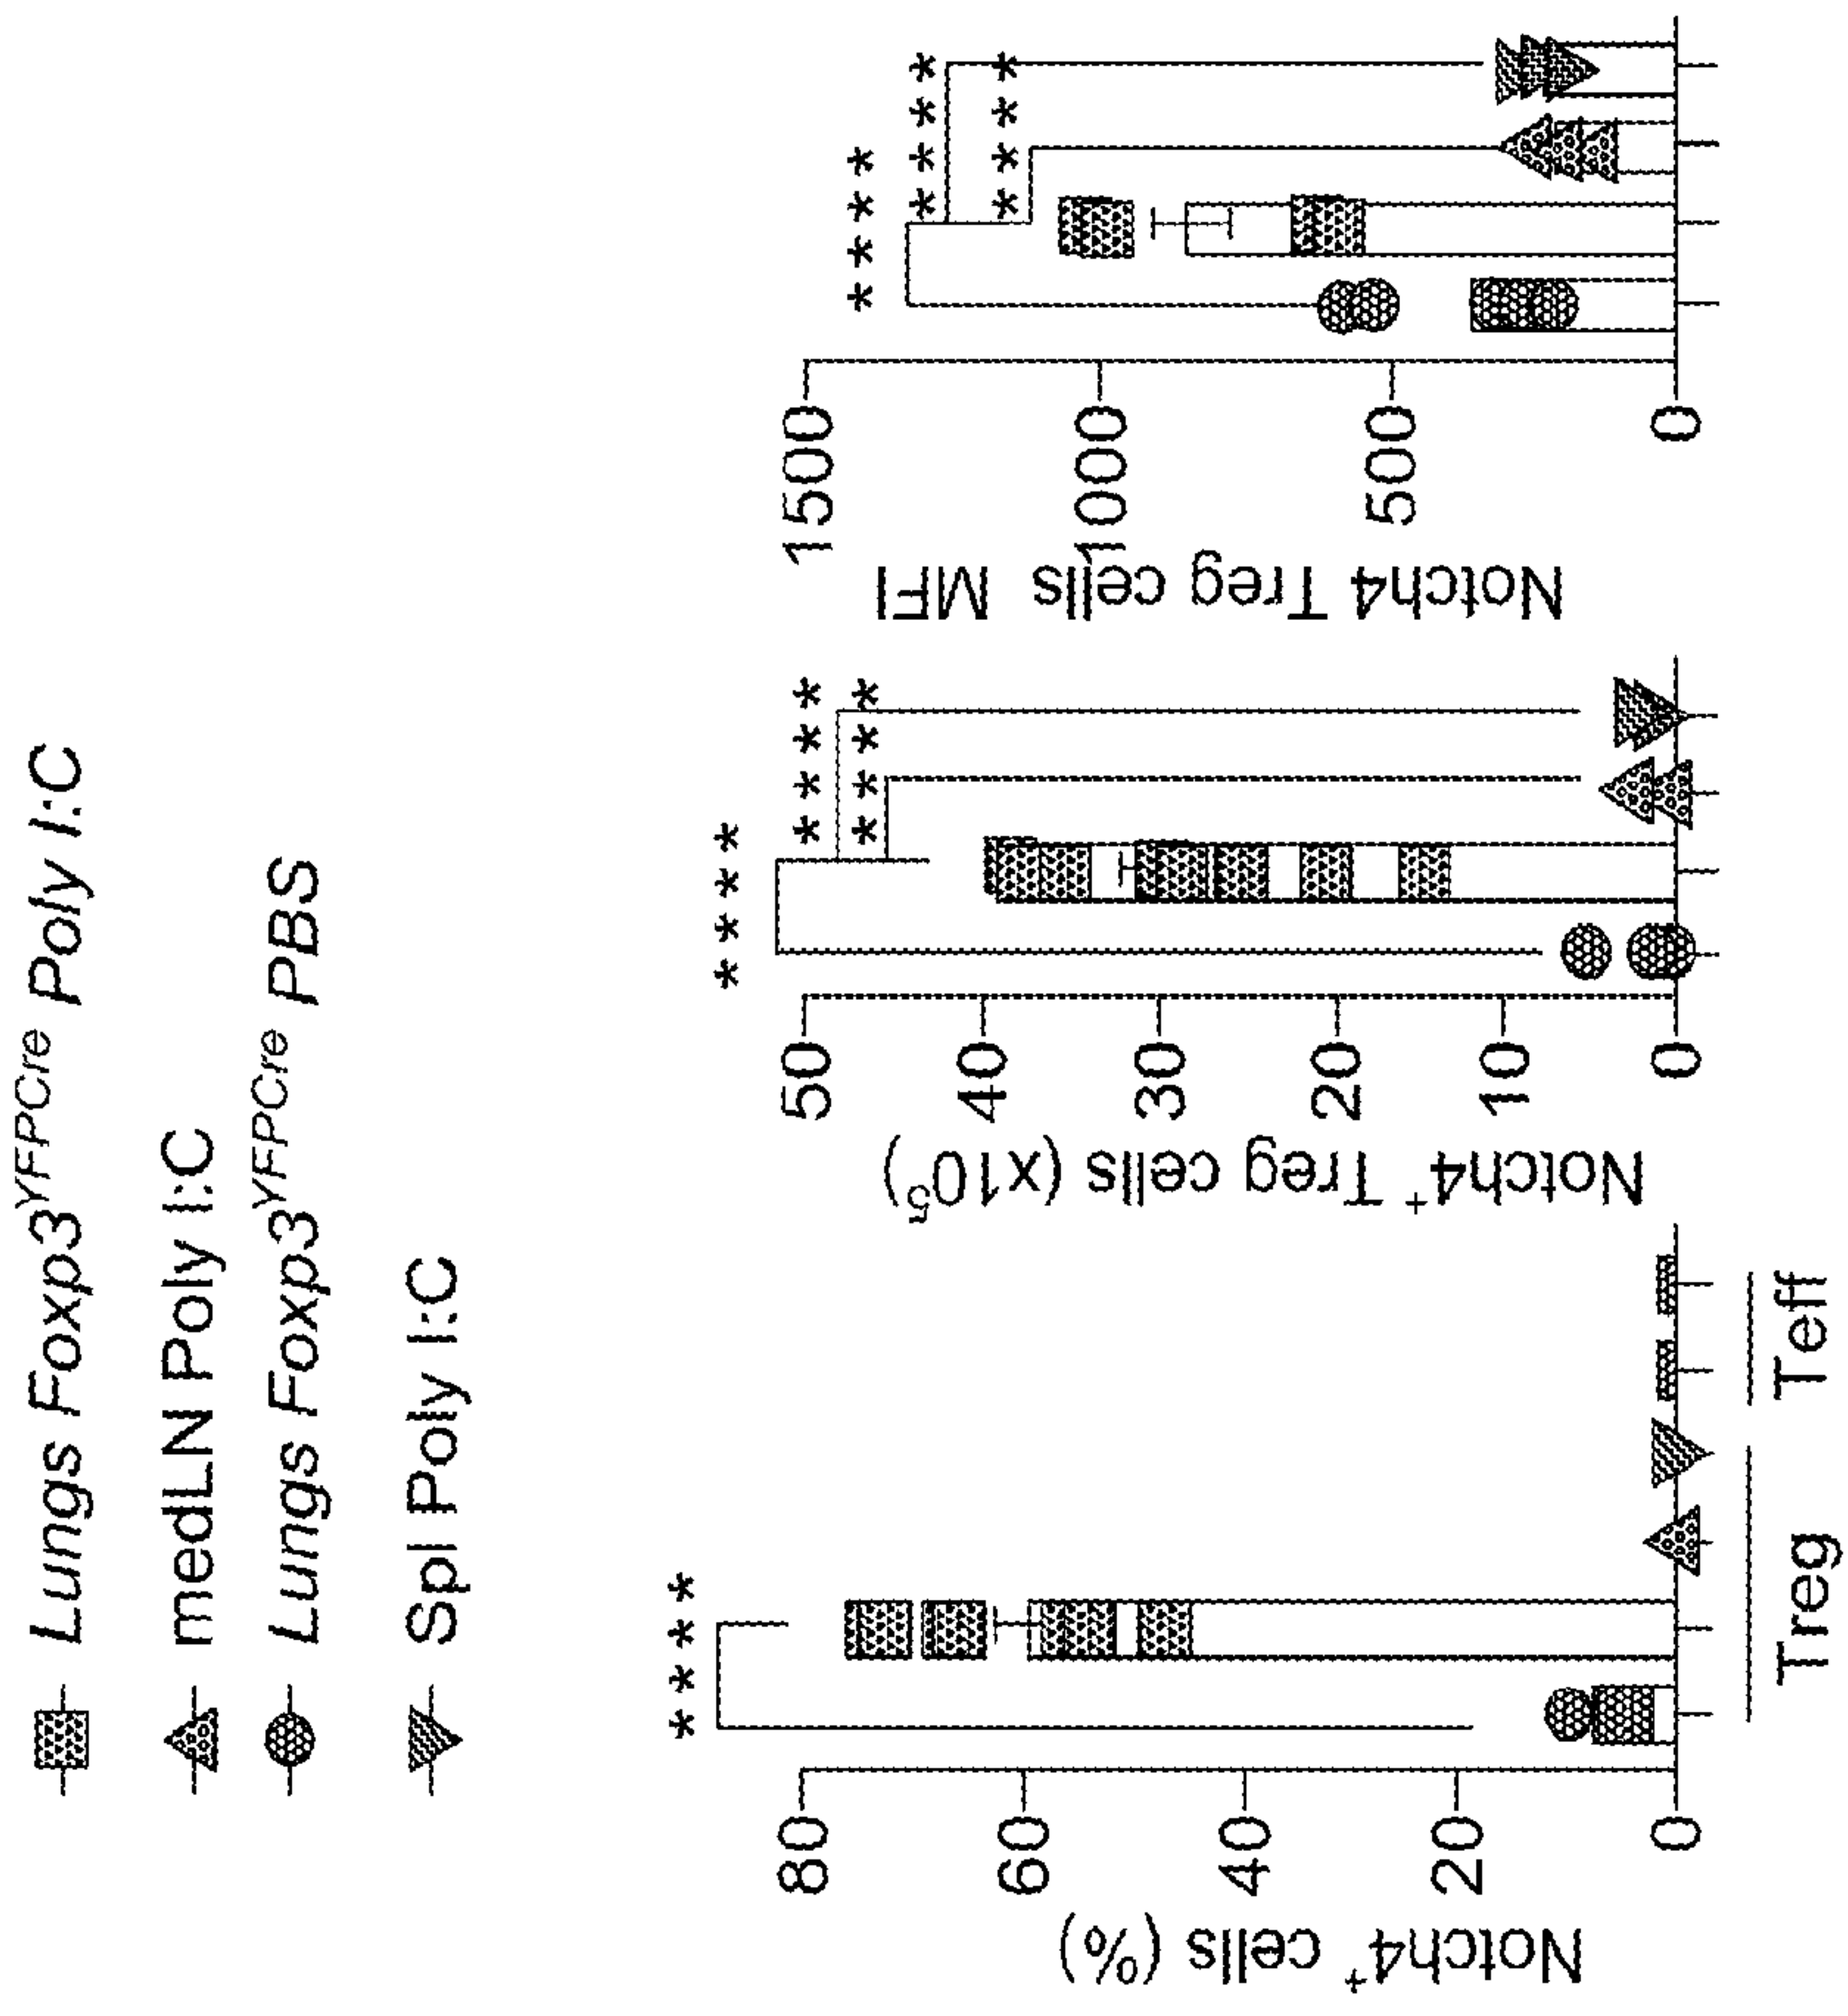 Lungs Foxp3YFPCre Poly I:C
medLN Poly I:C
Lungs Foxp3YFPCre PBS
Spl Poly I:C
Notch4+ cells (%)
80
60
40
20
0
****
Treg
Teff
Notch4+ Treg cells (x105)
50
40
30
20
10
0
****
****
****
Notch4 Treg cells MFI
1500
1000
500
0
****
****
****